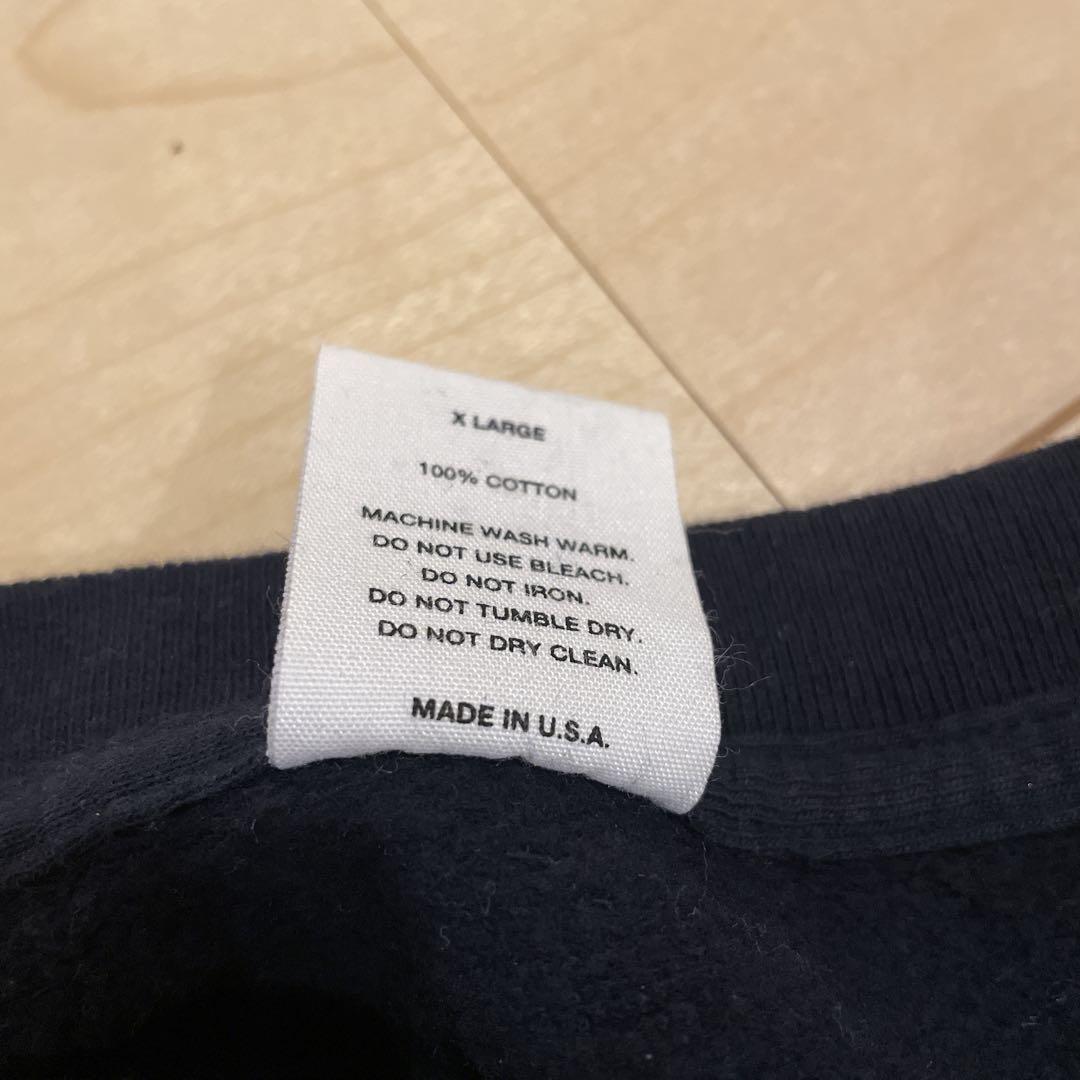 X LARGE
100% COTTON
MACHINE WASH WARM.
DO NOT USE BLEACH.
DO NOT IRON.
DO NOT TUMBLE DRY.
DO NOT DRY CLEAN.
MADE IN U.S.A.